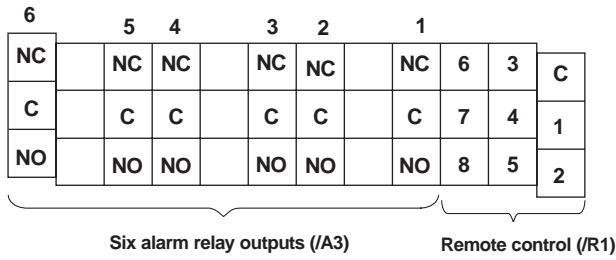 6 5 4 3 2 1
NC NC NC NC NC NC 6 3 C
C C C C C C 7 4 1
NO NO NO NO NO NO 8 5 2
Six alarm relay outputs (/A3) Remote control (/R1)